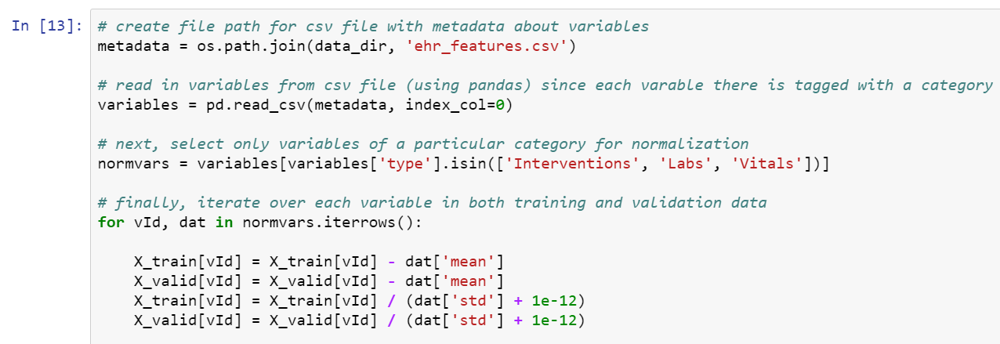 In [13]: # create file path for csv file with metadata about variables
metadata = os.path.join(data_dir, 'ehr_features.csv')
# read in variables from csv file (using pandas) since each varable there is tagged with a category
variables = pd.read_csv(metadata, index_col=0)
# next, select only variables of a particular category for normalization
normvars = variables[variables['type'].isin(['Interventions', 'Labs', 'Vitals'])]
# finally, iterate over each variable in both training and validation data
for vId, dat in normvars.iterrows():
    X_train[vId] = X_train[vId] - dat['mean']
    X_valid[vId] = X_valid[vId] - dat['mean']
    X_train[vId] = X_train[vId] / (dat['std'] + 1e-12)
    X_valid[vId] = X_valid[vId] / (dat['std'] + 1e-12)